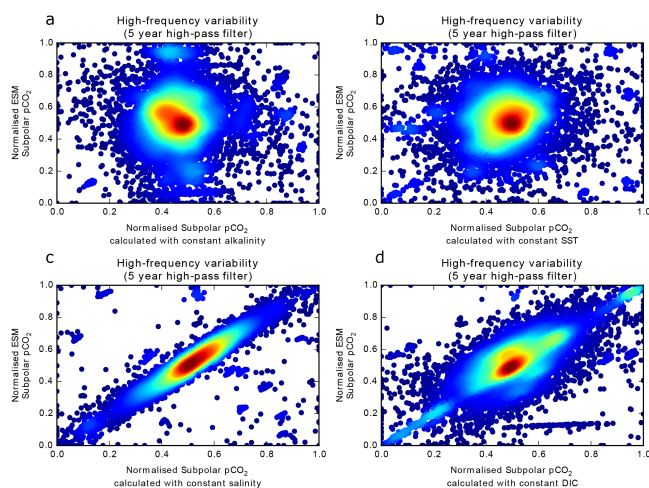 a
High-frequency variability
(5 year high-pass filter)
1.0
0.8
0.6
0.4
0.2
0.0
Normalised ESM
Subpolar pCO2
0.0 0.2 0.4 0.6 0.8 1.0
Normalised Subpolar pCO2
calculated with constant alkalinity
b
High-frequency variability
(5 year high-pass filter)
1.0
0.8
0.6
0.4
0.2
0.0
Normalised ESM
Subpolar pCO2
0.0 0.2 0.4 0.6 0.8 1.0
Normalised Subpolar pCO2
calculated with constant SST
c
High-frequency variability
(5 year high-pass filter)
1.0
0.8
0.6
0.4
0.2
0.0
Normalised ESM
Subpolar pCO2
0.0 0.2 0.4 0.6 0.8 1.0
Normalised Subpolar pCO2
calculated with constant salinity
d
High-frequency variability
(5 year high-pass filter)
1.0
0.8
0.6
0.4
0.2
0.0
Normalised ESM
Subpolar pCO2
0.0 0.2 0.4 0.6 0.8 1.0
Normalised Subpolar pCO2
calculated with constant DIC